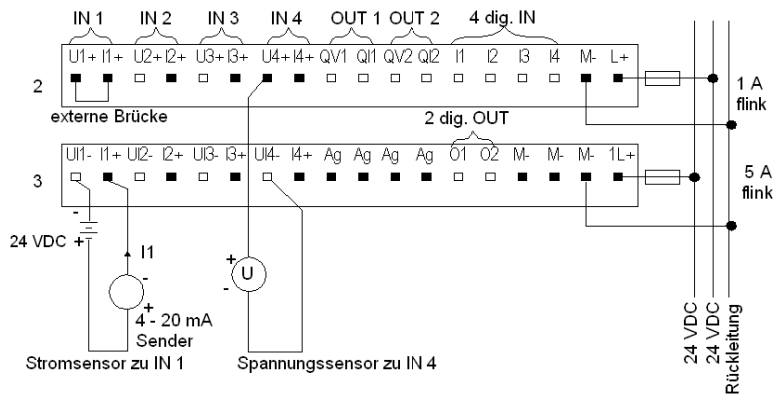 IN 1 IN 2 IN 3 IN 4 OUT 1 OUT 2 4 dig. IN
U1+ I1+ U2+ I2+ U3+ I3+ U4+ I4+ QV1 QI1 QV2 QI2 I1 I2 I3 I4 M- L+
2
1 A
flink
externe Brücke
2 dig. OUT
UI1- I1+ UI2- I2+ UI3- I3+ UI4- I4+ Ag Ag Ag Ag O1 O2 M- M- M- 1L+
3
5 A
flink
-
24 VDC
+
I1
-
+
4 - 20 mA
Sender
+
U
-
Stromsensor zu IN 1
Spannungssensor zu IN 4
24 VDC
24 VDC
Rückleitung